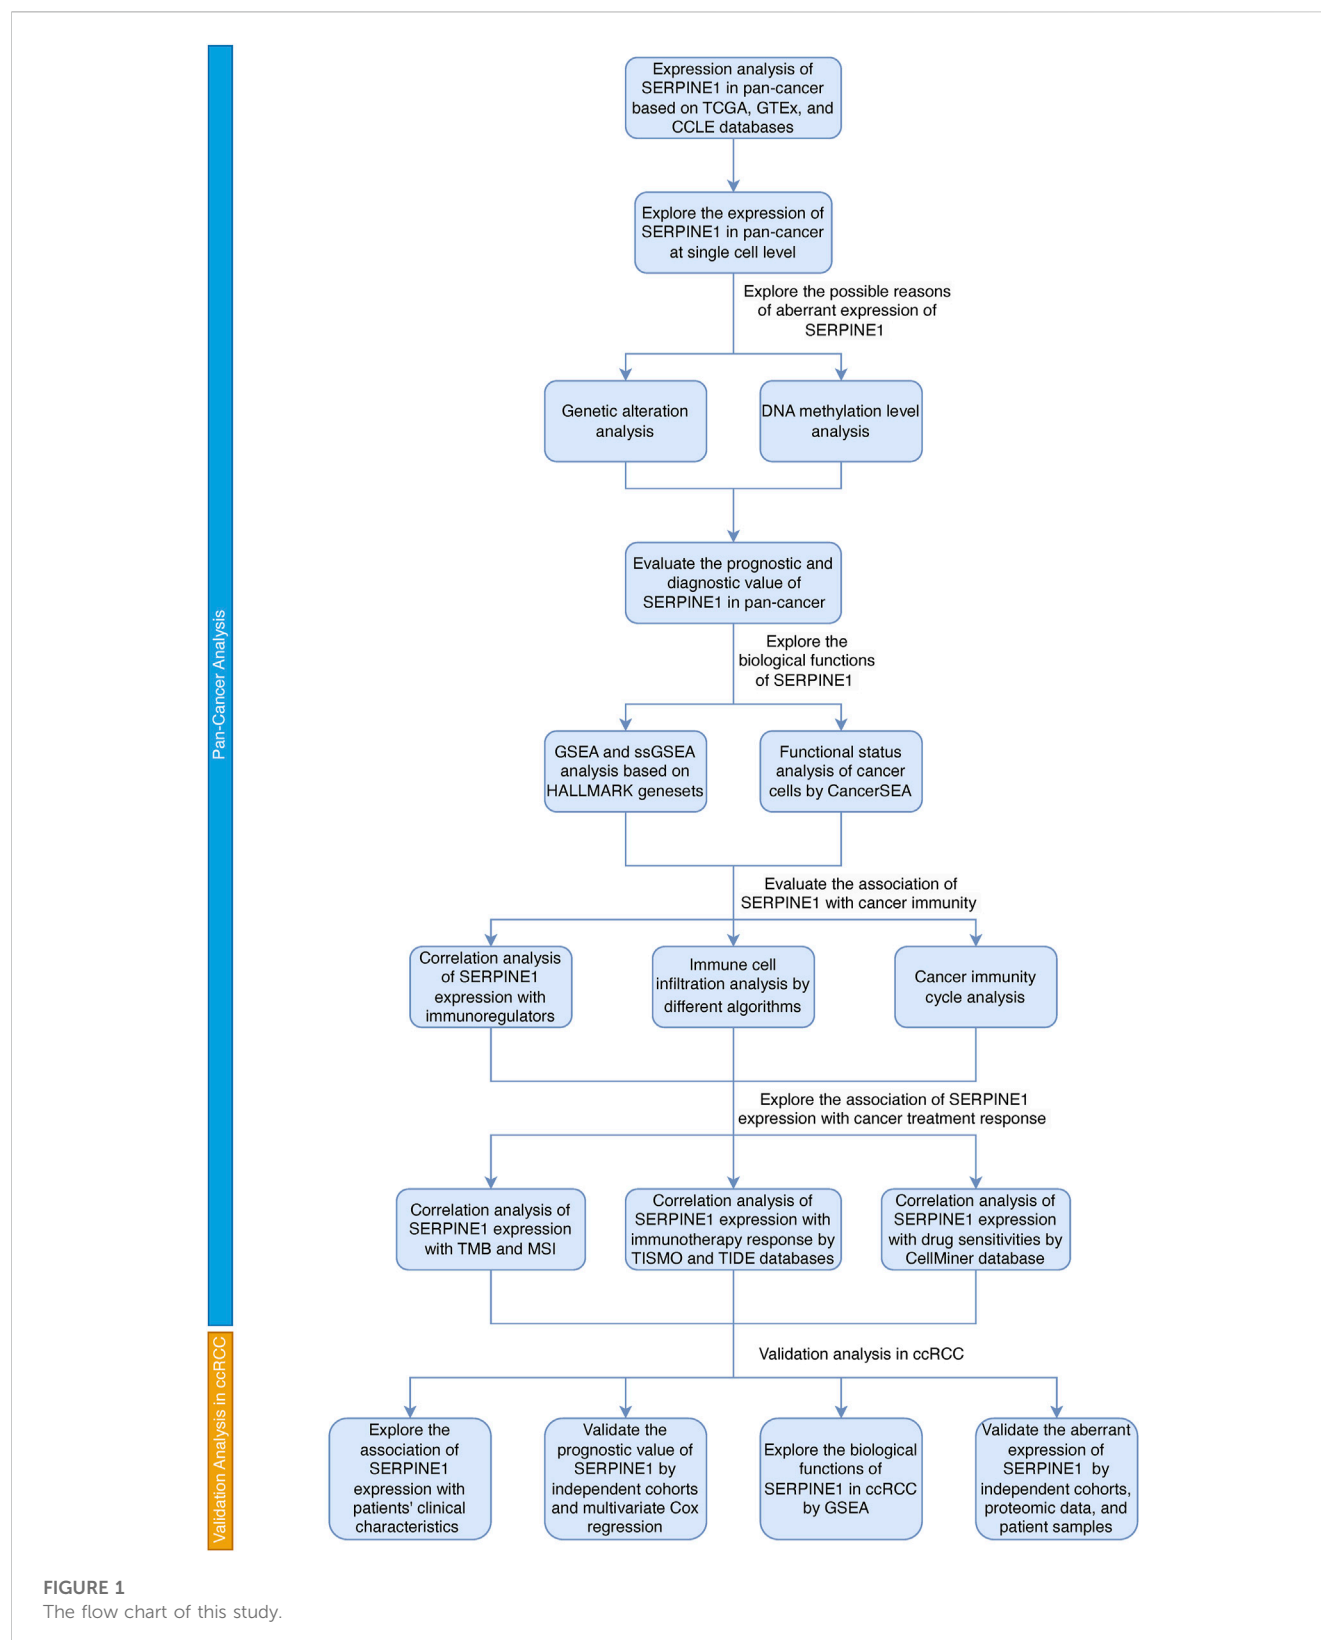 Pan-Cancer Analysis
Expression analysis of
SERPINE1 in pan-cancer
based on TCGA, GTEx, and
CCLE databases
Explore the expression of
SERPINE1 in pan-cancer
at single cell level
Explore the possible reasons
of aberrant expression of
SERPINE1
Genetic alteration
analysis
DNA methylation level
analysis
Evaluate the prognostic and
diagnostic value of
SERPINE1 in pan-cancer
Explore the
biological functions
of SERPINE1
GSEA and ssGSEA
analysis based on
HALLMARK genesets
Functional status
analysis of cancer
cells by CancerSEA
Evaluate the association of
SERPINE1 with cancer immunity
Correlation analysis
of SERPINE1
expression with
immunoregulators
Immune cell
infiltration analysis by
different algorithms
Cancer immunity
cycle analysis
Explore the association of SERPINE1
expression with cancer treatment response
Correlation analysis of
SERPINE1 expression
with TMB and MSI
Correlation analysis of
SERPINE1 expression with
immunotherapy response by
TISMO and TIDE databases
Correlation analysis of
SERPINE1 expression
with drug sensitivities by
CellMiner database
Validation Analysis in ccRCC
Validation analysis in ccRCC
Explore the
association of
SERPINE1
expression with
patients' clinical
characteristics
Validate the
prognostic value of
SERPINE1 by
independent cohorts
and multivariate Cox
regression
Explore the biological
functions of
SERPINE1 in ccRCC
by GSEA
Validate the aberrant
expression of
SERPINE1 by
independent cohorts,
proteomic data, and
patient samples
FIGURE 1
The flow chart of this study.